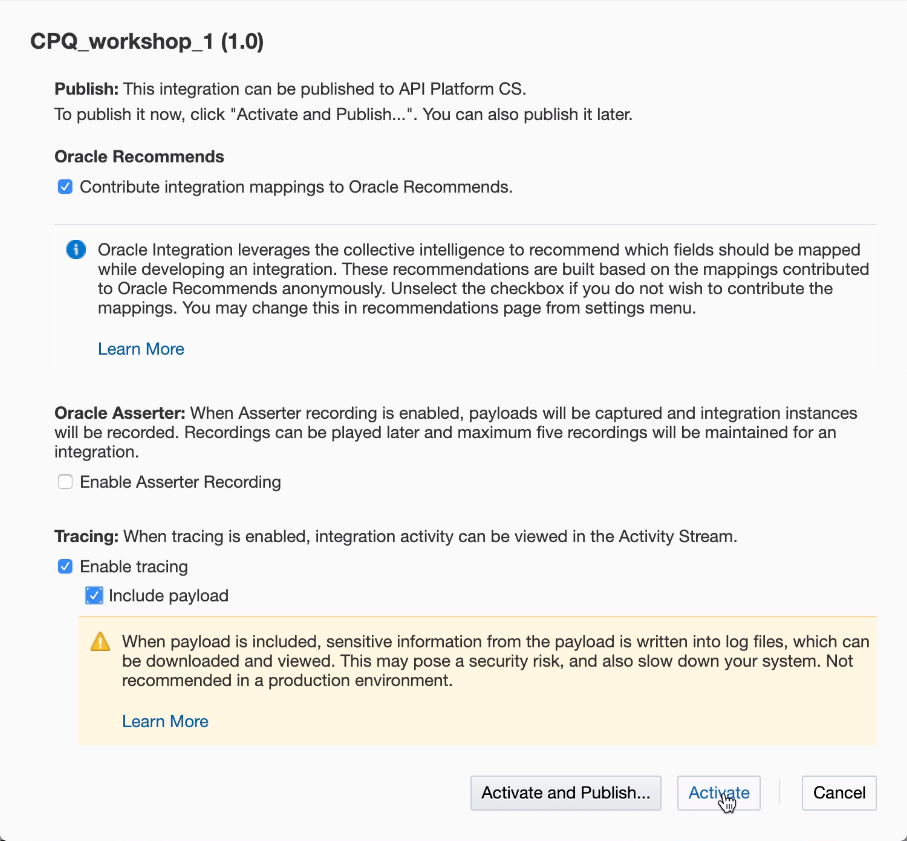 CPQ_workshop_1 (1.0)
Publish: This integration can be published to API Platform CS.
To publish it now, click "Activate and Publish...". You can also publish it later.
Oracle Recommends
Contribute integration mappings to Oracle Recommends.
Oracle Integration leverages the collective intelligence to recommend which fields should be mapped
while developing an integration. These recommendations are built based on the mappings contributed
to Oracle Recommends anonymously. Unselect the checkbox if you do not wish to contribute the
mappings. You may change this in recommendations page from settings menu.
Learn More
Oracle Asserter: When Asserter recording is enabled, payloads will be captured and integration instances
will be recorded. Recordings can be played later and maximum five recordings will be maintained for an
integration.
Enable Asserter Recording
Tracing: When tracing is enabled, integration activity can be viewed in the Activity Stream.
Enable tracing
Include payload
When payload is included, sensitive information from the payload is written into log files, which can
be downloaded and viewed. This may pose a security risk, and also slow down your system. Not
recommended in a production environment.
Learn More
Activate and Publish... Activate Cancel